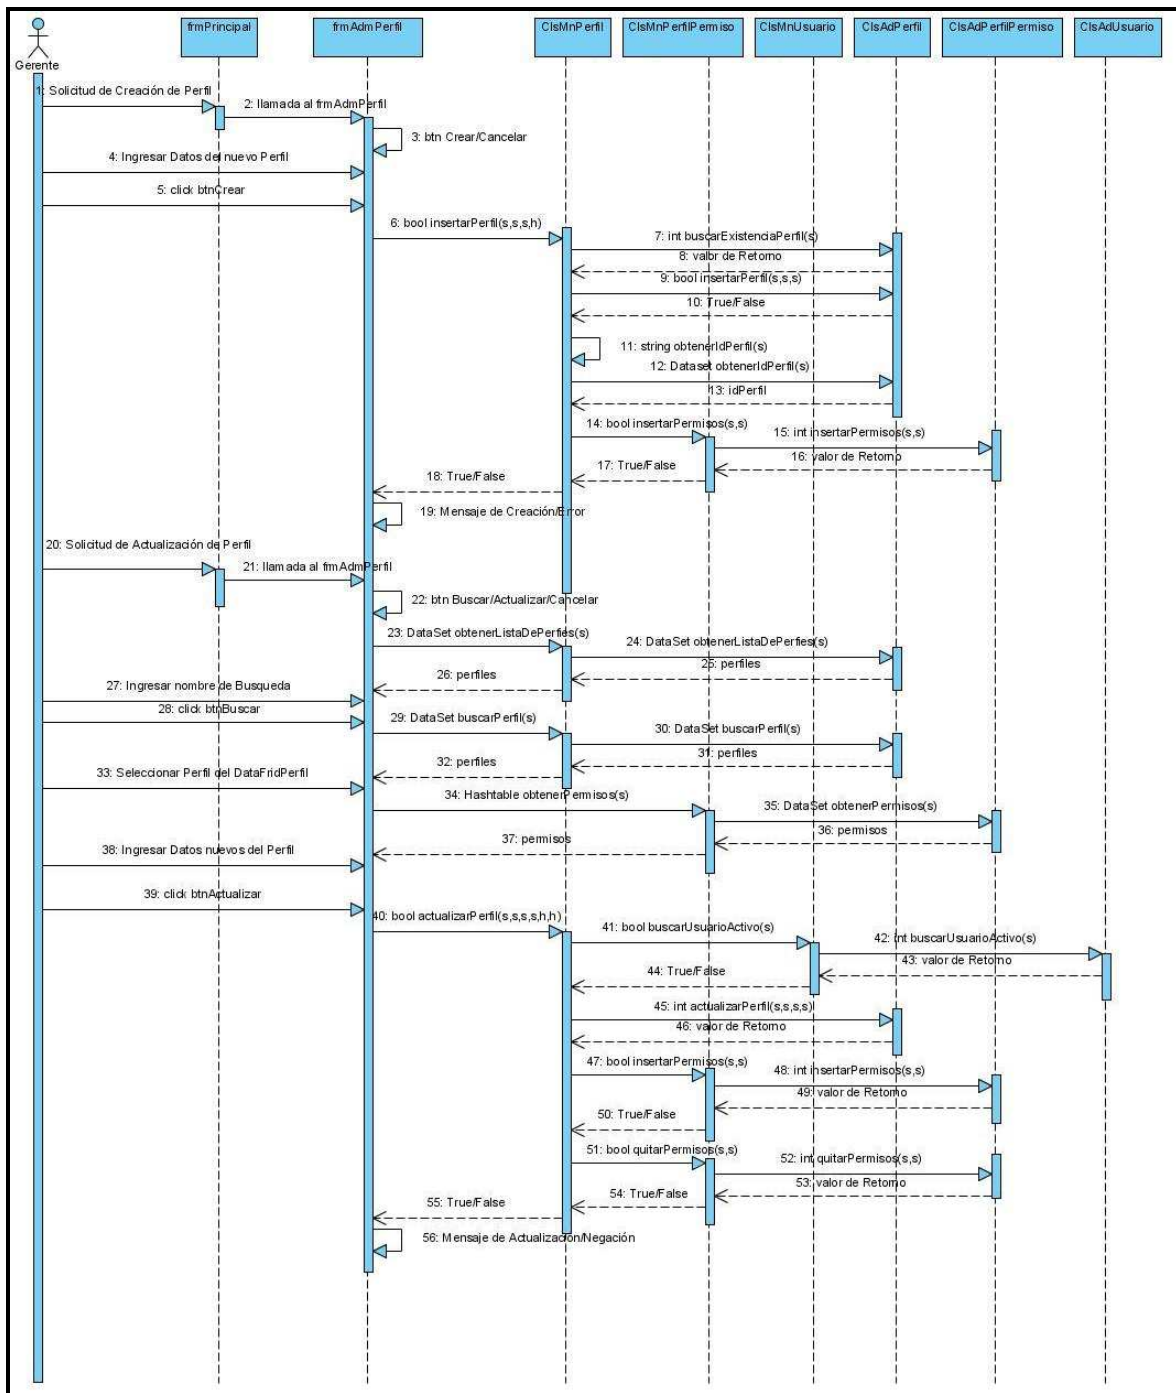 frmPrincipal
frmAdmPerfil
ClsMnPerfil
ClsMnPerfilPermiso
ClsMnUsuario
ClsAdPerfil
ClsAdPerfilPermiso
ClsAdUsuario
Gerente
1: Solicitud de Creación de Perfil
2: llamada al frmAdmPerfil
3: btn Crear/Cancelar
4: Ingresar Datos del nuevo Perfil
5: click btnCrear
6: bool insertarPerfil(s,s,s,h)
7: int buscarExistenciaPerfil(s)
8: valor de Retorno
9: bool insertarPerfil(s,s,s)
10: True/False
11: string obtenerIdPerfil(s)
12: Dataset obtenerIdPerfil(s)
13: idPerfil
14: bool insertarPermisos(s,s)
15: int insertarPermisos(s,s)
16: valor de Retorno
17: True/False
18: True/False
19: Mensaje de Creación/Error
20: Solicitud de Actualización de Perfil
21: llamada al frmAdmPerfil
22: btn Buscar/Actualizar/Cancelar
23: DataSet obtenerListaDePerfies(s)
24: DataSet obtenerListaDePerfies(s)
25: perfiles
26: perfiles
27: Ingresar nombre de Busqueda
28: click btnBuscar
29: DataSet buscarPerfil(s)
30: DataSet buscarPerfil(s)
31: perfiles
32: perfiles
33: Seleccionar Perfil del DataFridPerfil
34: Hashtable obtenerPermisos(s)
35: DataSet obtenerPermisos(s)
36: permisos
37: permisos
38: Ingresar Datos nuevos del Perfil
39: click btnActualizar
40: bool actualizarPerfil(s,s,s,s,h,h)
41: bool buscarUsuarioActivo(s)
42: int buscarUsuarioActivo(s)
43: valor de Retorno
44: True/False
45: int actualizarPerfil(s,s,s,s)
46: valor de Retorno
47: bool insertarPermisos(s,s)
48: int insertarPermisos(s,s)
49: valor de Retorno
50: True/False
51: bool quitarPermisos(s,s)
52: int quitarPermisos(s,s)
53: valor de Retorno
54: True/False
55: True/False
56: Mensaje de Actualización/Negación